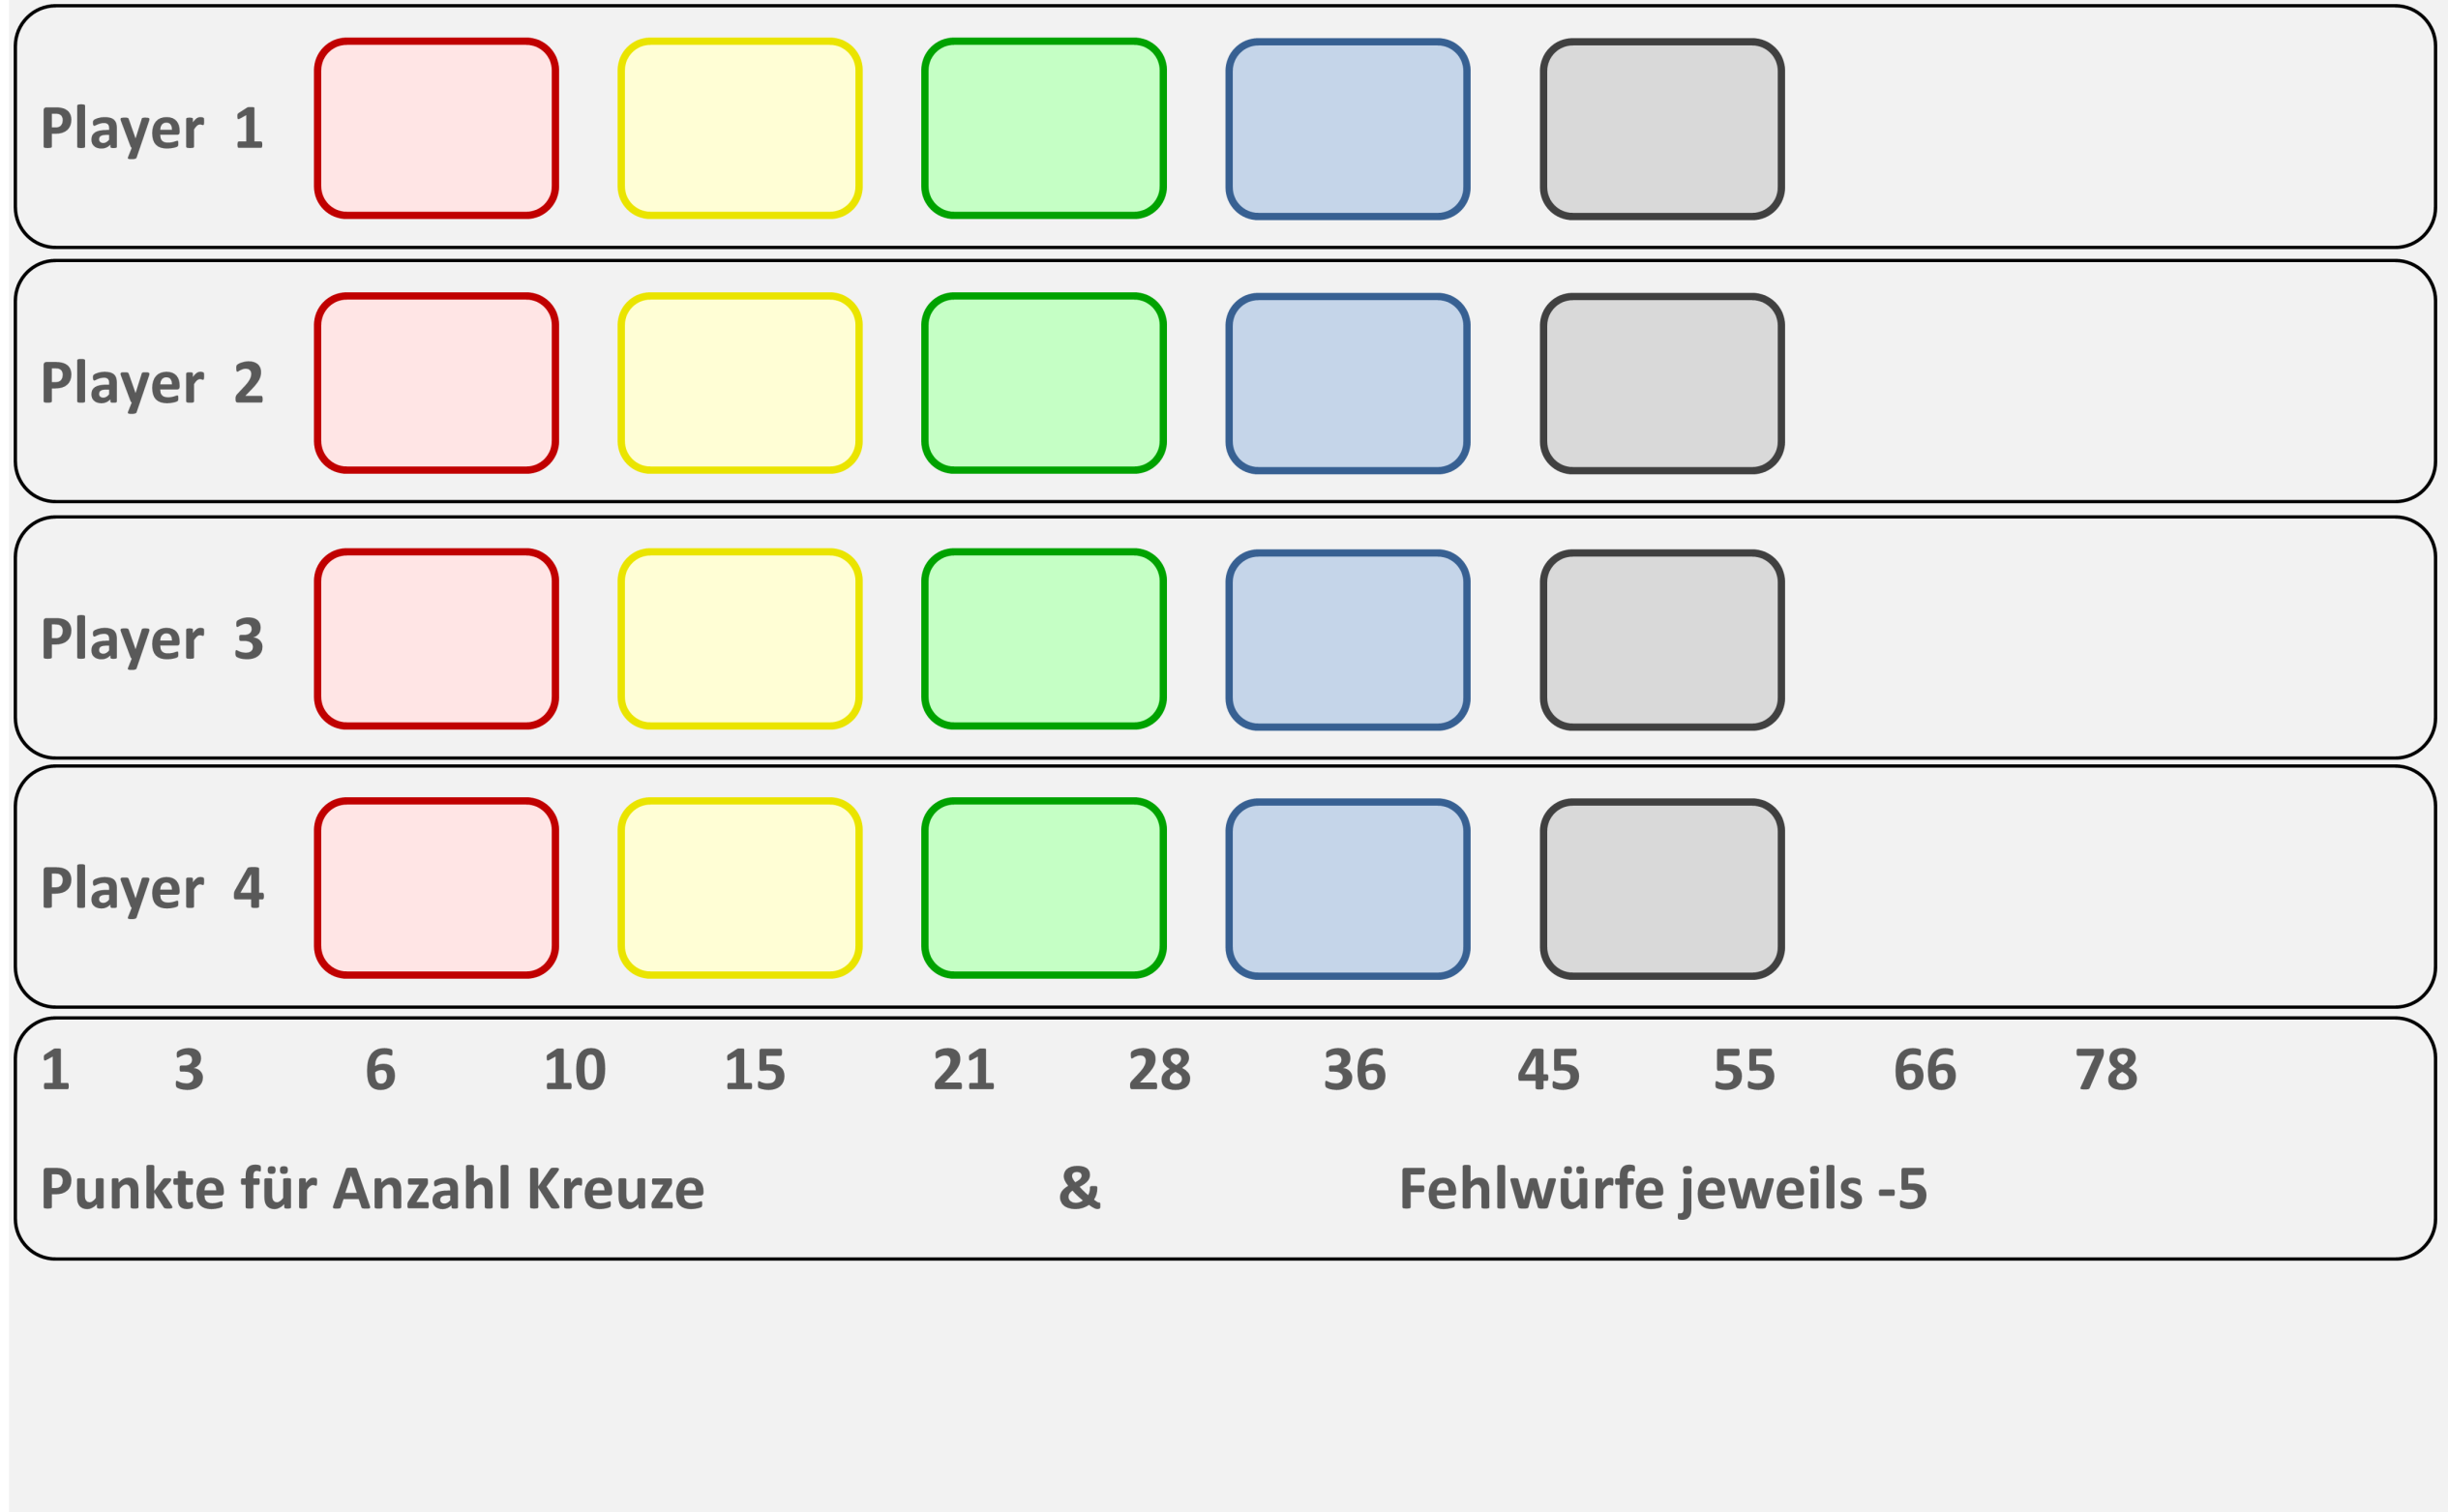 Player 1
Player 2
Player 3
Player 4
1 3 6 10 15 21 28 36 45 55 66 78
Punkte für Anzahl Kreuze & Fehlwürfe jeweils -5